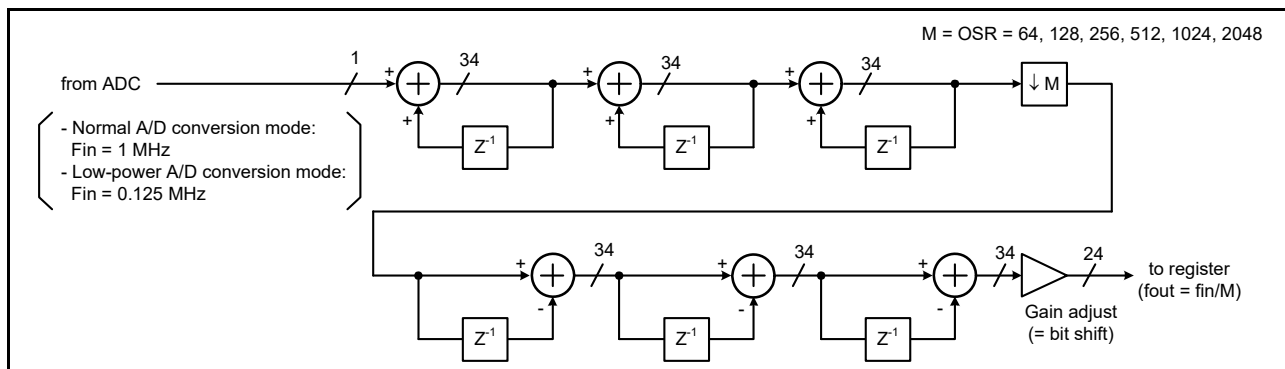 M = OSR = 64, 128, 256, 512, 1024, 2048
1
34
34
34
from ADC
+
+
+
+
+
+
↓ M
- Normal A/D conversion mode:
Fin = 1 MHz
- Low-power A/D conversion mode:
Fin = 0.125 MHz
Z-1
Z-1
Z-1
34
34
34
24
+
+
+
to register
(fout = fin/M)
-
-
-
Gain adjust
(= bit shift)
Z-1
Z-1
Z-1